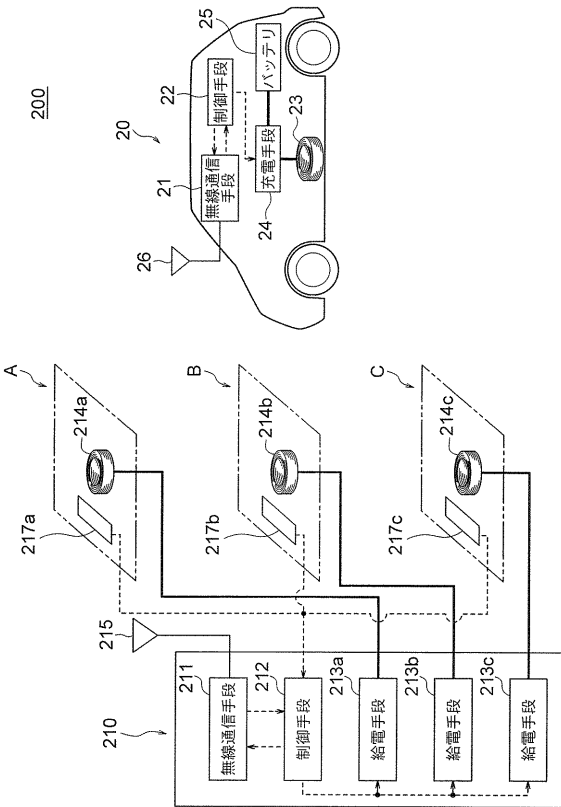 200
210
215
211
無線通信手段
212
制御手段
213a
給電手段
213b
給電手段
213c
給電手段
A
214a
217a
B
214b
217b
C
214c
217c
20
26
21
無線通信
手段
22
制御手段
24
充電手段
25
バッテリ
23